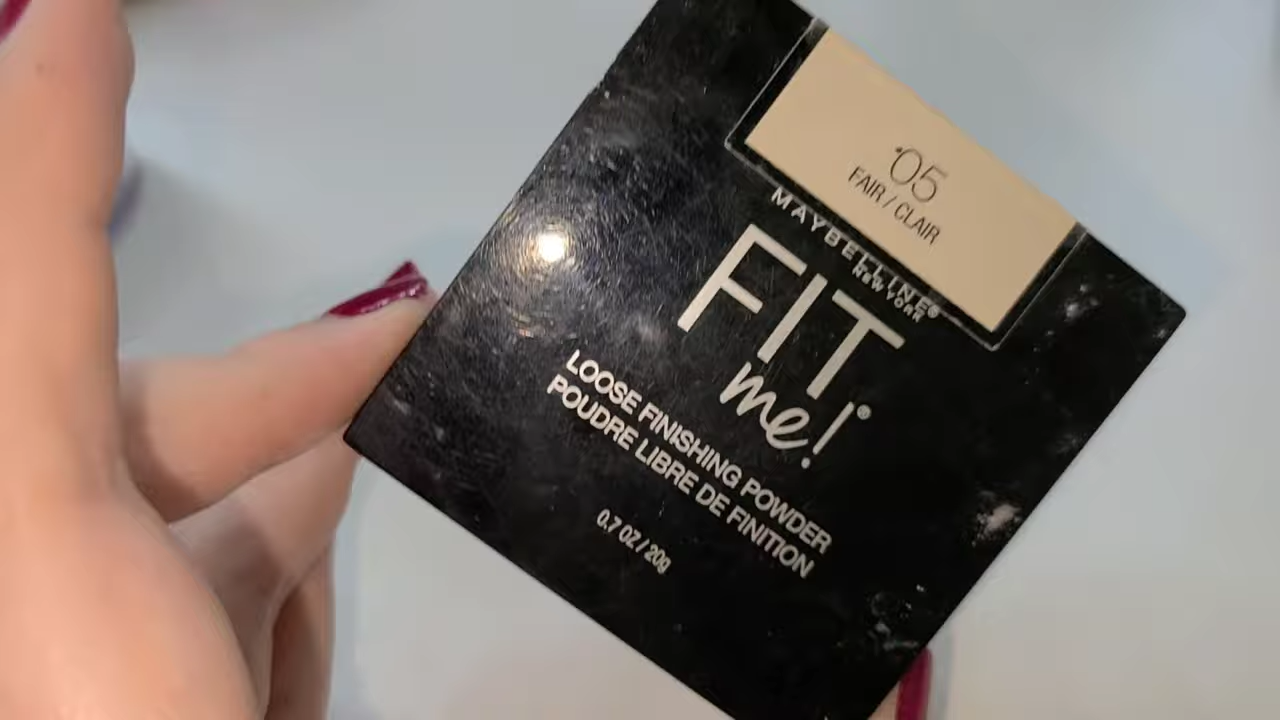 05
FAIR / CLAIR
MAYBELLINE®
NEW YORK
FIT
me!®
LOOSE FINISHING POWDER
POUDRE LIBRE DE FINITION
0.7 OZ / 20g